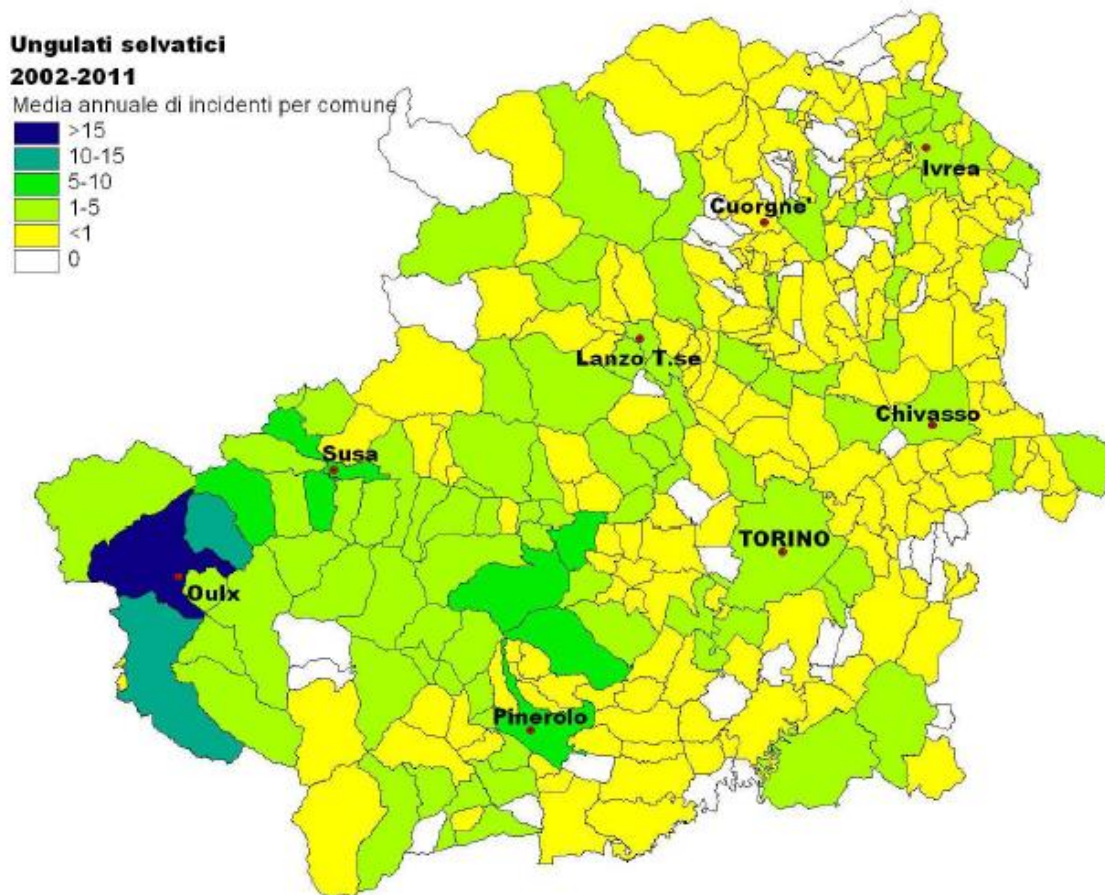 Ungulati selvatici
2002-2011
Media annuale di incidenti per comune
>15
10-15
5-10
1-5
<1
0
Ivrea
Cuorgne'
Lanzo T.se
Chivasso
Susa
TORINO
Oulx
Pinerolo